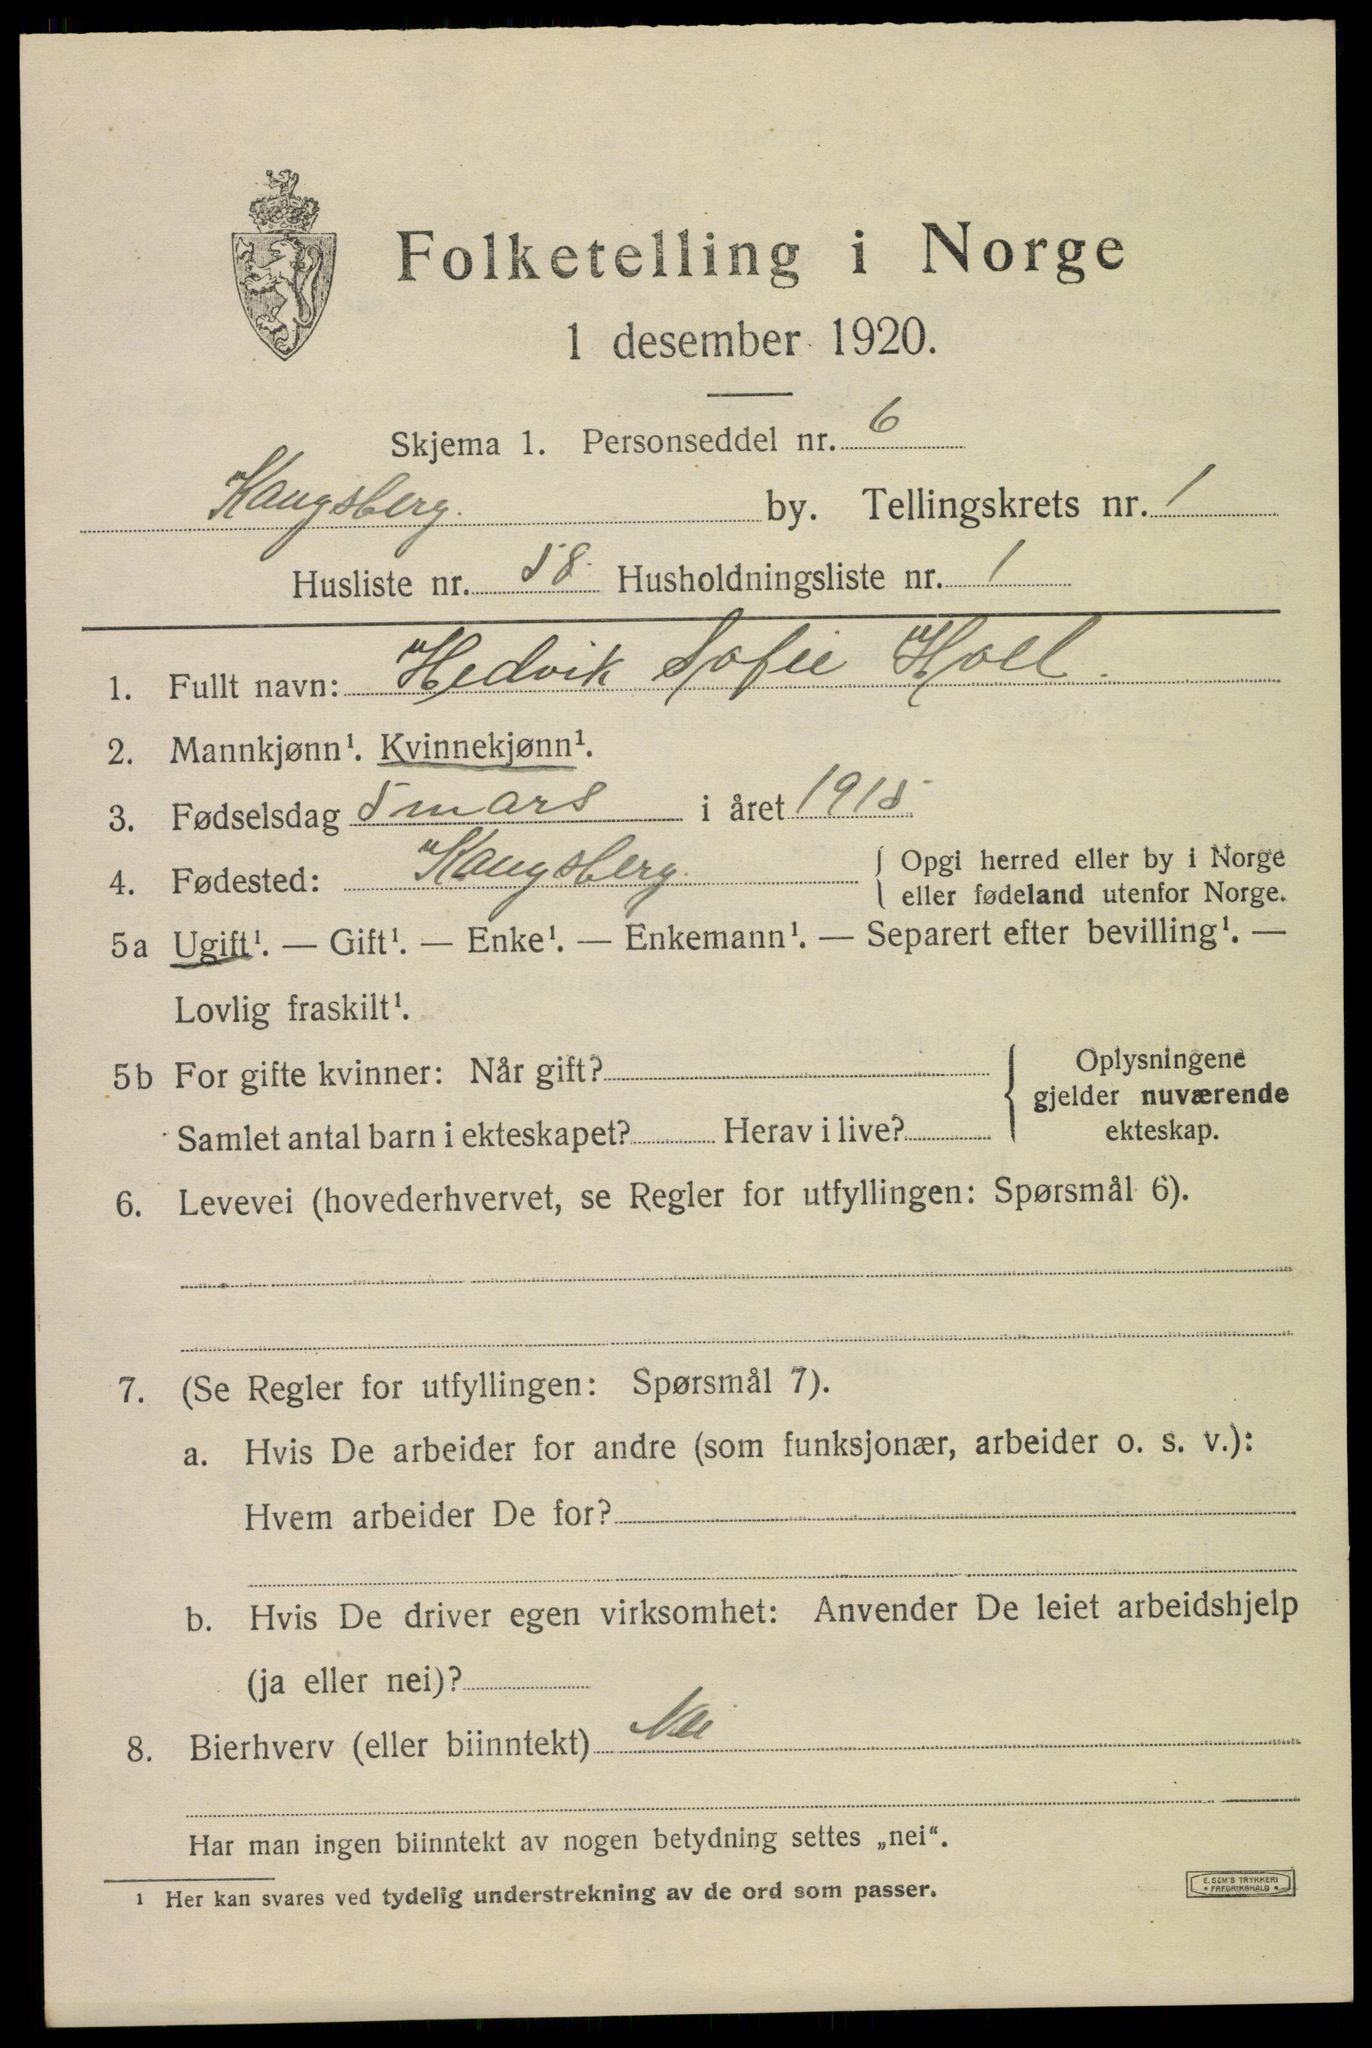 Folketelling i Norge
1 desember 1920.
Skjema 1. Personseddel nr. 6
Kongsberg. by. Tellingskrets nr. 1
Husliste nr. 58 Husholdningsliste nr. 1
1. Fullt navn: Hedvik Sofie Holl.
2. Mannkjønn¹. Kvinnekjønn¹.
3. Fødselsdag 5 mars i året 1915
4. Fødested: Kongsberg. Opgi herred eller by i Norge
eller fødeland utenfor Norge.
5a Ugift¹. — Gift¹. — Enke¹. — Enkemann¹. — Separert efter bevilling¹. —
Lovlig fraskilt¹.
5b For gifte kvinner: Når gift? Oplysningene
gjelder nuværende
Samlet antal barn i ekteskapet? Herav i live? ekteskap.
6. Levevei (hovederhvervet, se Regler for utfyllingen: Spørsmål 6).
7. (Se Regler for utfyllingen: Spørsmål 7).
a. Hvis De arbeider for andre (som funksjonær, arbeider o. s. v.):
Hvem arbeider De for?
b. Hvis De driver egen virksomhet: Anvender De leiet arbeidshjelp
(ja eller nei)?
8. Bierhverv (eller biinntekt) Nei
Har man ingen biinntekt av nogen betydning settes „nei“.
¹ Her kan svares ved tydelig understrekning av de ord som passer.
E. SEM'S TRYKKERI
* FREDRIKSHALD *